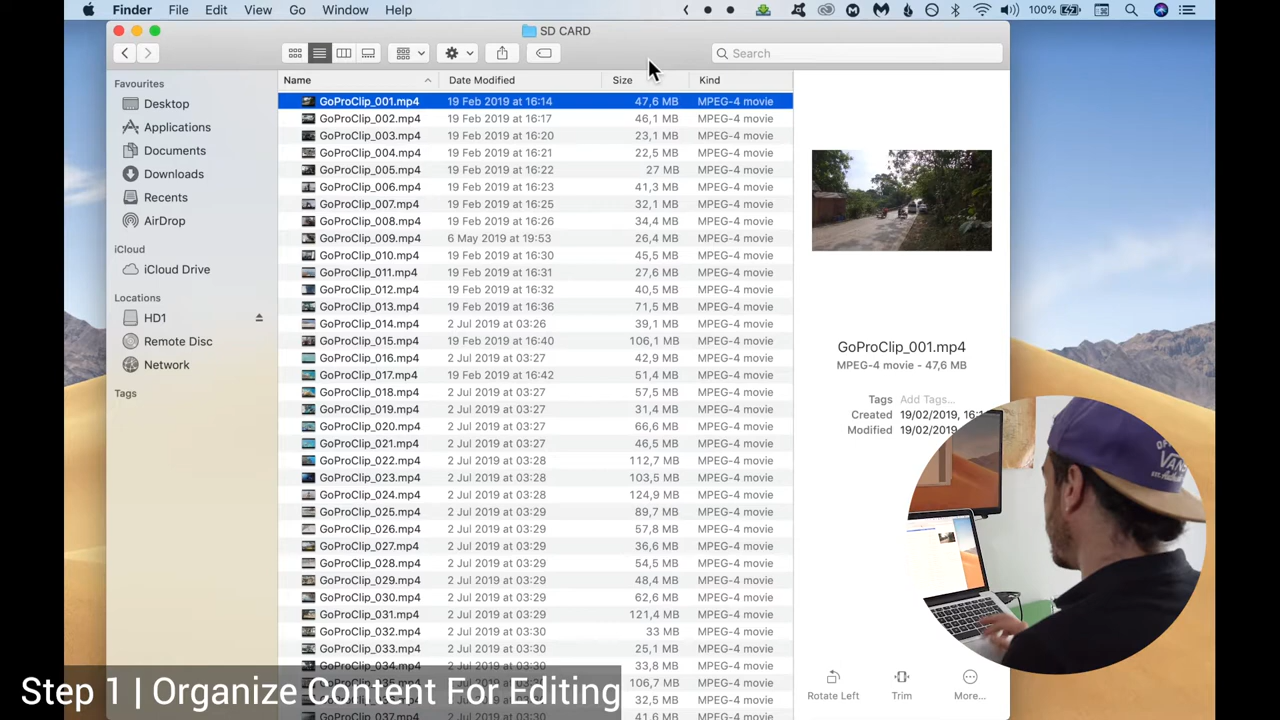 Finder File Edit View Go Window Help 100%
SD CARD
Search
Favourites
Desktop
Applications
Documents
Downloads
Recents
AirDrop
iCloud
iCloud Drive
Locations
HD1
Remote Disc
Network
Tags
Name Date Modified Size Kind
GoProClip_001.mp4 19 Feb 2019 at 16:14 47,6 MB MPEG-4 movie
GoProClip_002.mp4 19 Feb 2019 at 16:17 46,1 MB MPEG-4 movie
GoProClip_003.mp4 19 Feb 2019 at 16:20 23,1 MB MPEG-4 movie
GoProClip_004.mp4 19 Feb 2019 at 16:21 22,5 MB MPEG-4 movie
GoProClip_005.mp4 19 Feb 2019 at 16:22 27 MB MPEG-4 movie
GoProClip_006.mp4 19 Feb 2019 at 16:23 41,3 MB MPEG-4 movie
GoProClip_007.mp4 19 Feb 2019 at 16:25 32,1 MB MPEG-4 movie
GoProClip_008.mp4 19 Feb 2019 at 16:26 34,4 MB MPEG-4 movie
GoProClip_009.mp4 6 May 2019 at 19:53 26,4 MB MPEG-4 movie
GoProClip_010.mp4 19 Feb 2019 at 16:30 45,5 MB MPEG-4 movie
GoProClip_011.mp4 19 Feb 2019 at 16:31 27,6 MB MPEG-4 movie
GoProClip_012.mp4 19 Feb 2019 at 16:32 40,5 MB MPEG-4 movie
GoProClip_013.mp4 19 Feb 2019 at 16:36 71,5 MB MPEG-4 movie
GoProClip_014.mp4 2 Jul 2019 at 03:26 39,1 MB MPEG-4 movie
GoProClip_015.mp4 19 Feb 2019 at 16:40 106,1 MB MPEG-4 movie
GoProClip_016.mp4 2 Jul 2019 at 03:27 42,9 MB MPEG-4 movie
GoProClip_017.mp4 19 Feb 2019 at 16:42 51,4 MB MPEG-4 movie
GoProClip_018.mp4 2 Jul 2019 at 03:27 57,5 MB MPEG-4 movie
GoProClip_019.mp4 2 Jul 2019 at 03:27 31,4 MB MPEG-4 movie
GoProClip_020.mp4 2 Jul 2019 at 03:27 66,6 MB MPEG-4 movie
GoProClip_021.mp4 2 Jul 2019 at 03:27 46,5 MB MPEG-4 movie
GoProClip_022.mp4 2 Jul 2019 at 03:28 112,7 MB MPEG-4 movie
GoProClip_023.mp4 2 Jul 2019 at 03:28 103,5 MB MPEG-4 movie
GoProClip_024.mp4 2 Jul 2019 at 03:28 124,9 MB MPEG-4 movie
GoProClip_025.mp4 2 Jul 2019 at 03:29 89,7 MB MPEG-4 movie
GoProClip_026.mp4 2 Jul 2019 at 03:29 57,8 MB MPEG-4 movie
GoProClip_027.mp4 2 Jul 2019 at 03:29 36,6 MB MPEG-4 movie
GoProClip_028.mp4 2 Jul 2019 at 03:29 54,5 MB MPEG-4 movie
GoProClip_029.mp4 2 Jul 2019 at 03:29 48,4 MB MPEG-4 movie
GoProClip_030.mp4 2 Jul 2019 at 03:29 62,6 MB MPEG-4 movie
GoProClip_031.mp4 2 Jul 2019 at 03:29 121,4 MB MPEG-4 movie
GoProClip_032.mp4 2 Jul 2019 at 03:30 33 MB MPEG-4 movie
GoProClip_033.mp4 2 Jul 2019 at 03:30 25,1 MB MPEG-4 movie
GoProClip_034.mp4 2 Jul 2019 at 03:30 33,8 MB MPEG-4 movie
106,7 MB MPEG-4 movie
63,8 MB MPEG-4 movie
41,6 MB MPEG-4 movie
GoProClip_001.mp4
MPEG-4 movie - 47,6 MB
Tags Add Tags...
Created 19/02/2019, 16:1
Modified 19/02/2019
Rotate Left Trim More...
OFF
VANS
Step 1 | Organize Content For Editing